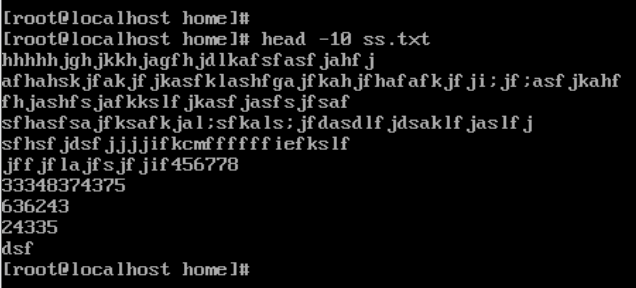 [root@localhost home]#
[root@localhost home]# head -10 ss.txt
hhhhhjghjkkhjagfhjdlkafsfasfjahfj
afhahskjfakjfjkasfklashfgajfkahjfhafafkjfji;jf;asfjkahf
fhjashfsjafkkslfjkasfjasfsjfsaf
sfhasfsajfksafkjal;sfkals;jfdasdlfjdsaklfjaslfj
sfhsfjdsfjjjjifkcmffffffiefkslf
jffjflajfsjfjif456778
33348374375
636243
24335
dsf
[root@localhost home]#